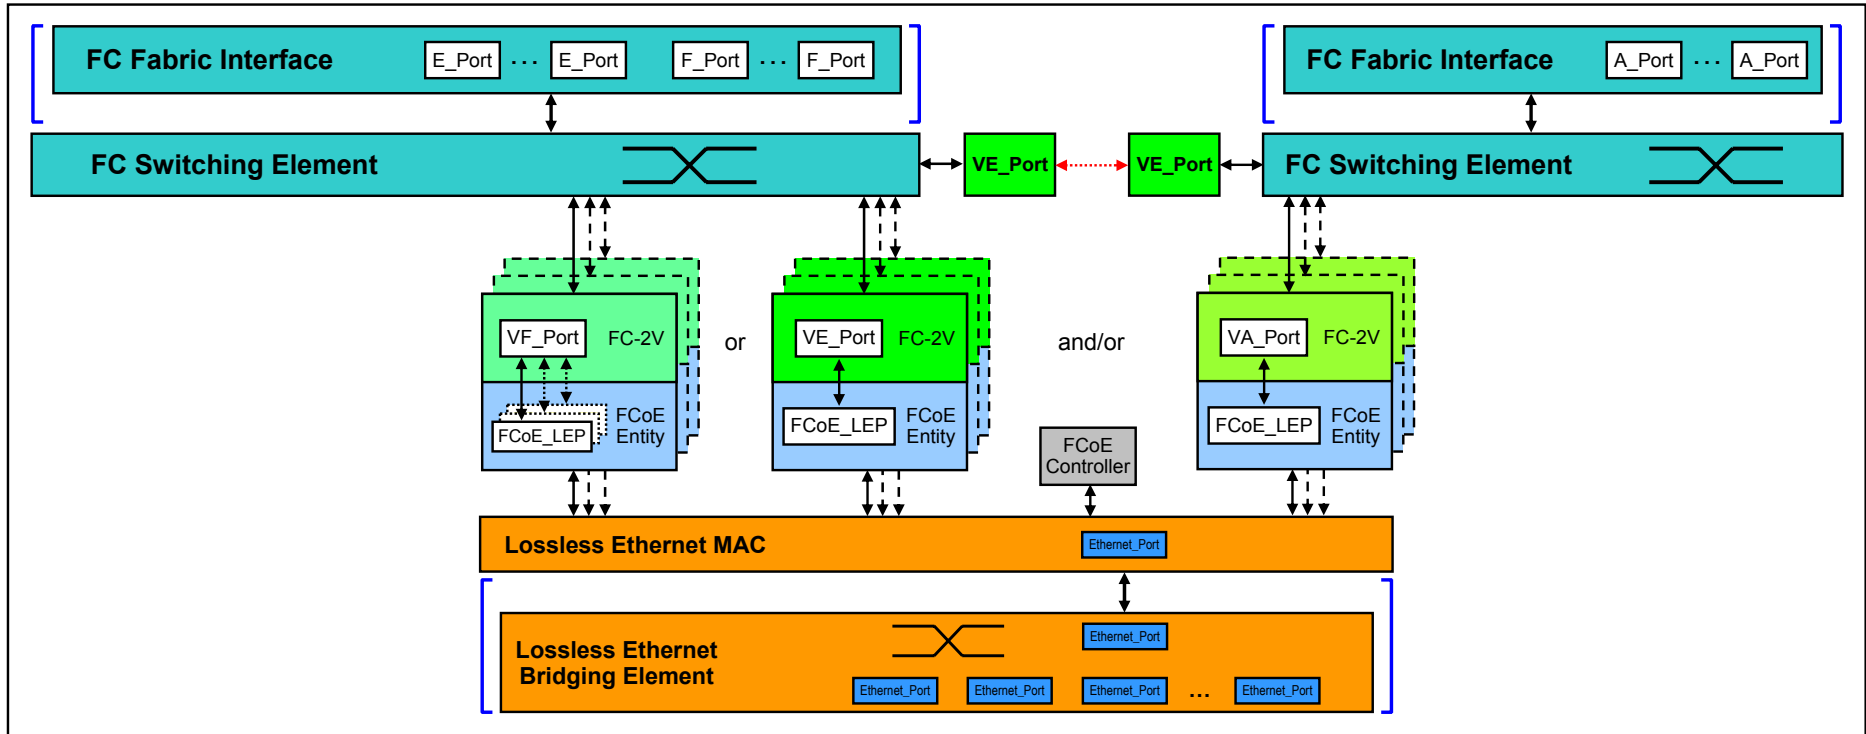 FC Fabric Interface
E_Port ... E_Port F_Port ... F_Port
FC Fabric Interface
A_Port ... A_Port
FC Switching Element
VE_Port
VE_Port
FC Switching Element
VF_Port FC-2V
or
VE_Port FC-2V
and/or
VA_Port FC-2V
FCoE_LEP
FCoE
Entity
FCoE_LEP
FCoE
Entity
FCoE
Controller
FCoE_LEP
FCoE
Entity
Lossless Ethernet MAC
Ethernet_Port
Lossless Ethernet
Bridging Element
Ethernet_Port
Ethernet_Port Ethernet_Port Ethernet_Port ... Ethernet_Port